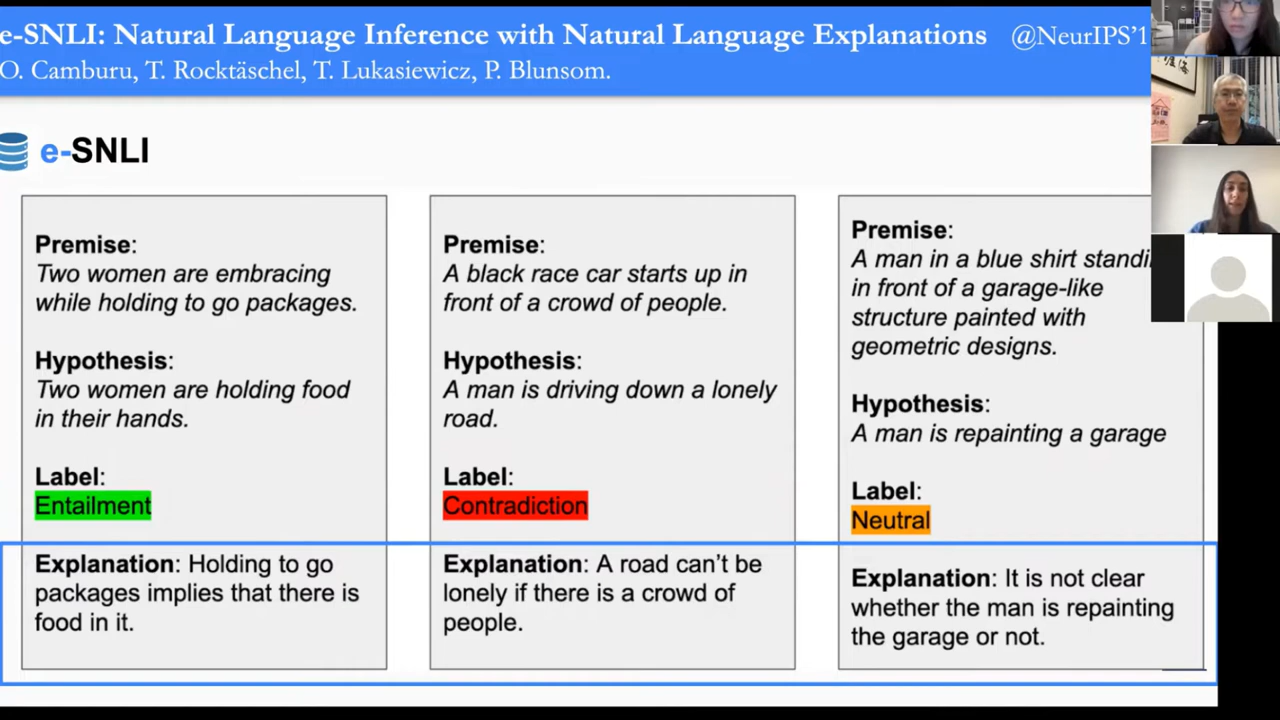 e-SNLI: Natural Language Inference with Natural Language Explanations @NeurIPS'1
O. Camburu, T. Rocktäschel, T. Lukasiewicz, P. Blunsom.
e-SNLI
Premise:
Two women are embracing
while holding to go packages.
Hypothesis:
Two women are holding food
in their hands.
Label:
Entailment
Explanation: Holding to go
packages implies that there is
food in it.
Premise:
A black race car starts up in
front of a crowd of people.
Hypothesis:
A man is driving down a lonely
road.
Label:
Contradiction
Explanation: A road can't be
lonely if there is a crowd of
people.
Premise:
A man in a blue shirt standi
in front of a garage-like
structure painted with
geometric designs.
Hypothesis:
A man is repainting a garage
Label:
Neutral
Explanation: It is not clear
whether the man is repainting
the garage or not.